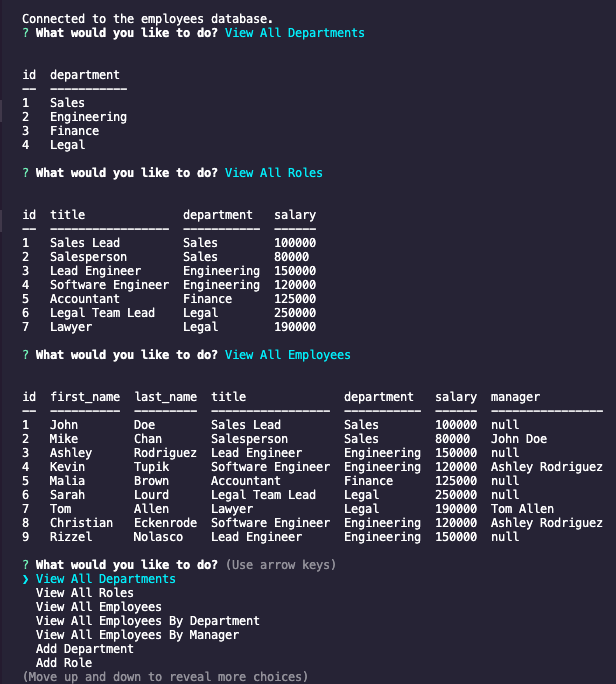 Connected to the employees database.
? What would you like to do? View All Departments
id  department
--  -----------
1   Sales
2   Engineering
3   Finance
4   Legal
? What would you like to do? View All Roles
id  title              department   salary
--  -----------------  -----------  ------
1   Sales Lead         Sales        100000
2   Salesperson        Sales        80000
3   Lead Engineer      Engineering  150000
4   Software Engineer  Engineering  120000
5   Accountant         Finance      125000
6   Legal Team Lead    Legal        250000
7   Lawyer             Legal        190000
? What would you like to do? View All Employees
id  first_name  last_name  title              department   salary  manager
--  ----------  ---------  -----------------  -----------  ------  ----------------
1   John        Doe        Sales Lead         Sales        100000  null
2   Mike        Chan       Salesperson        Sales        80000   John Doe
3   Ashley      Rodriguez  Lead Engineer      Engineering  150000  null
4   Kevin       Tupik      Software Engineer  Engineering  120000  Ashley Rodriguez
5   Malia       Brown      Accountant         Finance      125000  null
6   Sarah       Lourd      Legal Team Lead    Legal        250000  null
7   Tom         Allen      Lawyer             Legal        190000  Tom Allen
8   Christian   Eckenrode  Software Engineer  Engineering  120000  Ashley Rodriguez
9   Rizzel      Nolasco    Lead Engineer      Engineering  150000  null
? What would you like to do? (Use arrow keys)
❯ View All Departments
  View All Roles
  View All Employees
  View All Employees By Department
  View All Employees By Manager
  Add Department
  Add Role
(Move up and down to reveal more choices)